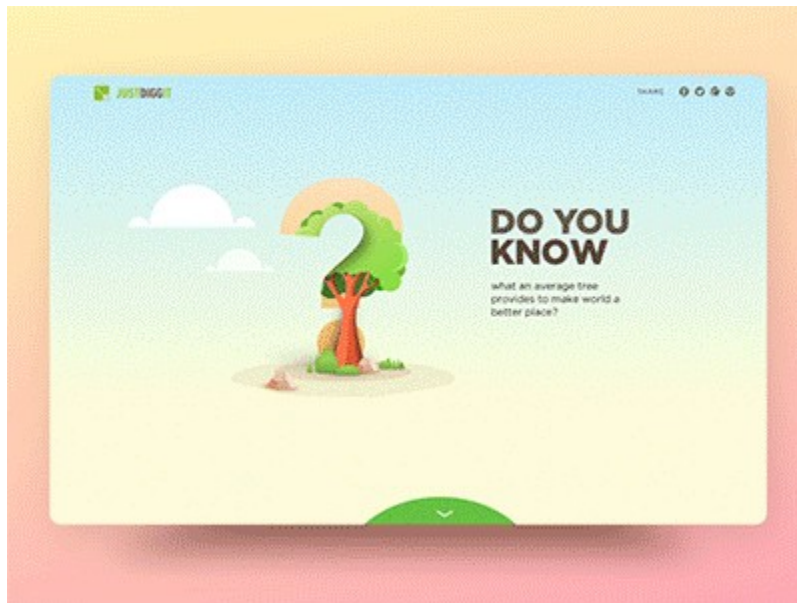 JUSTDIGGIT
SHARE
DO YOU
KNOW
what an average tree
provides to make world a
better place?